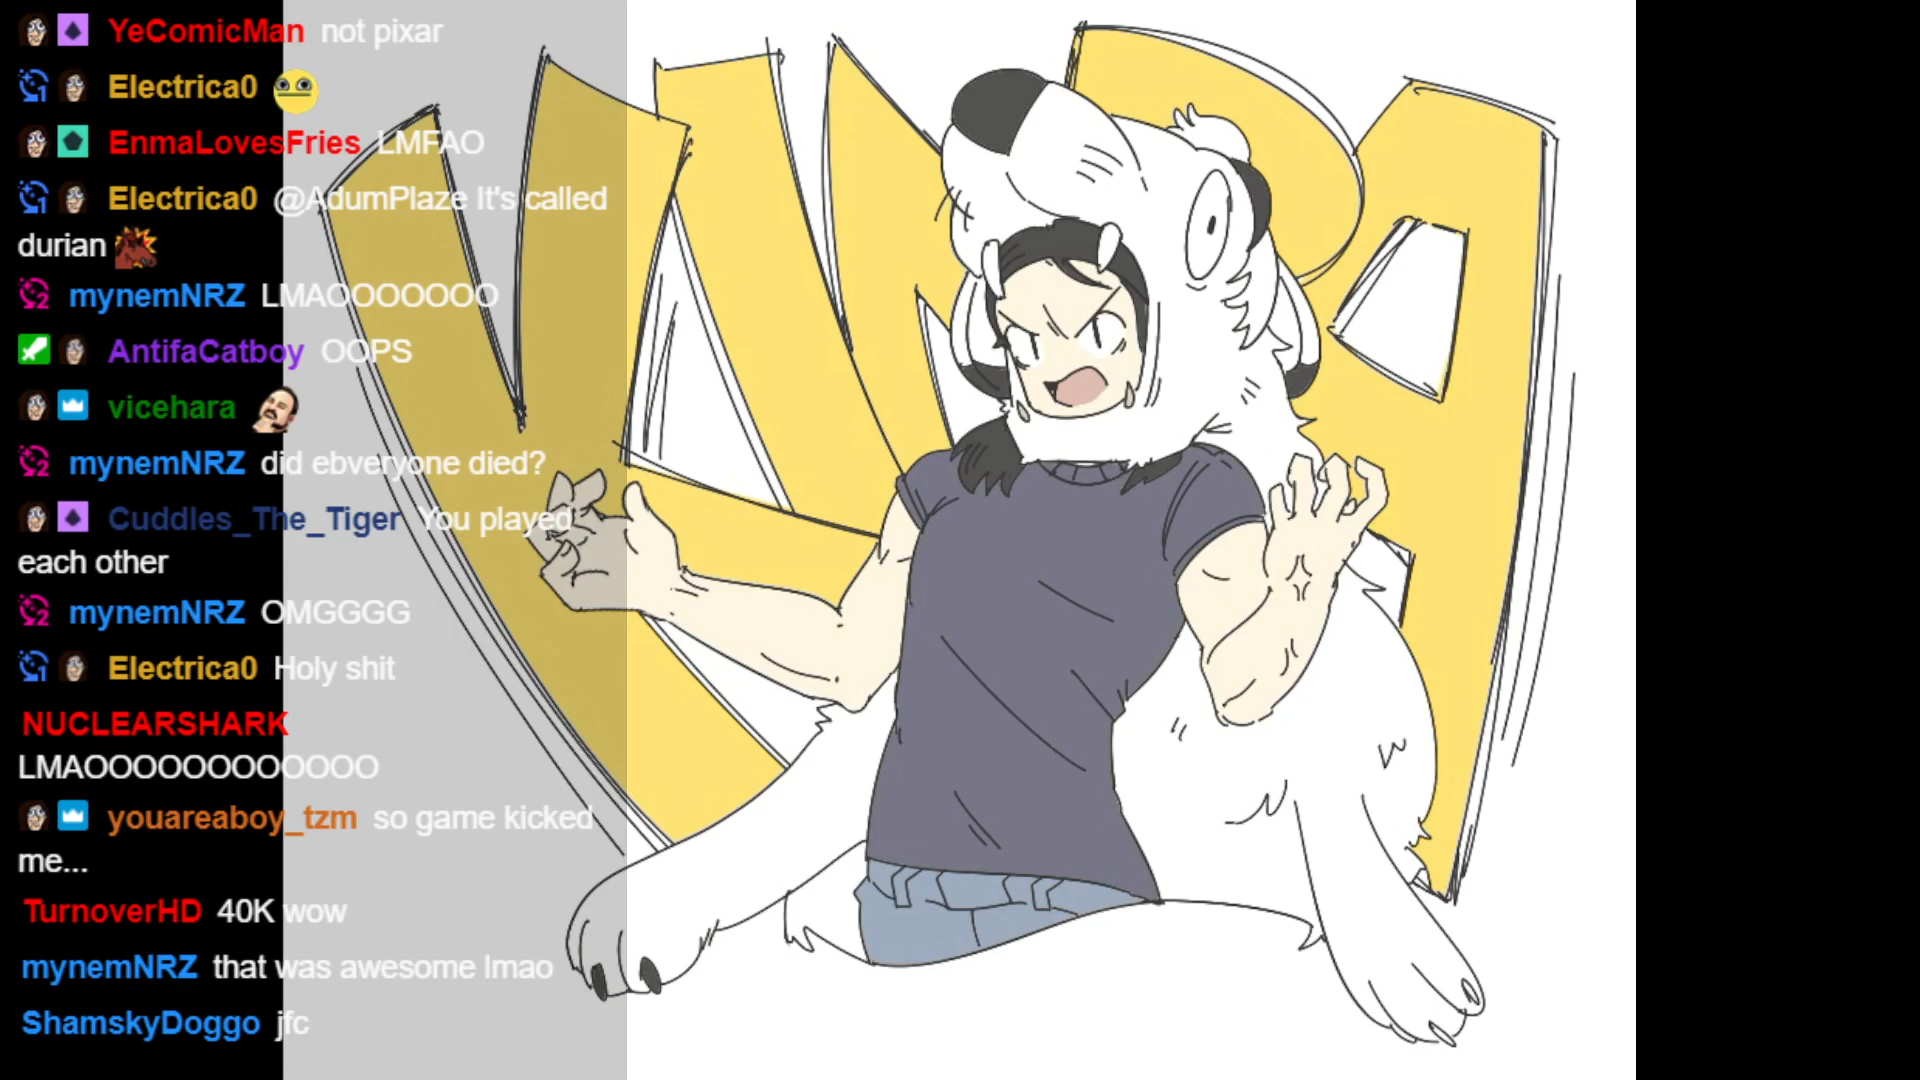 YeComicMan not pixar
Electrica0
EnmaLovesFries LMFAO
Electrica0 @AdumPlaze It's called
durian
mynemNRZ LMAOOOOOOO
AntifaCatboy OOPS
vicehara
mynemNRZ did ebveryone died?
Cuddles_The_Tiger You played
each other
mynemNRZ OMGGGG
Electrica0 Holy shit
NUCLEARSHARK
LMAOOOOOOOOOOOO
youareaboy_tzm so game kicked
me...
TurnoverHD 40K wow
mynemNRZ that was awesome lmao
ShamskyDoggo jfc